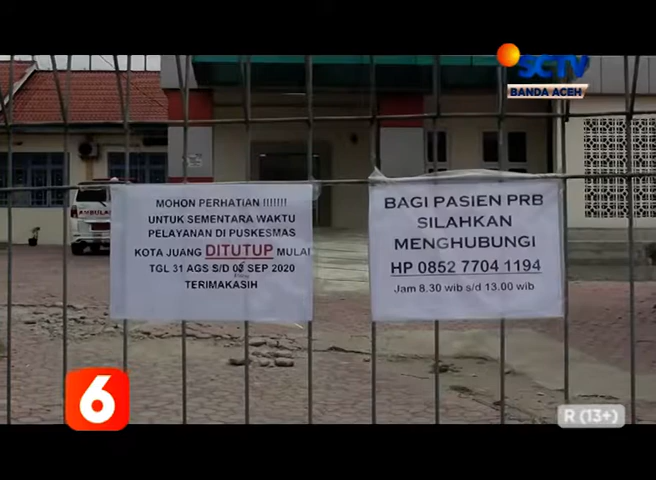 SCTV
BANDA ACEH
MOHON PERHATIAN !!!!!!!!
UNTUK SEMENTARA WAKTU
PELAYANAN DI PUSKESMAS
KOTA JUANG DITUTUP MULAI
TGL 31 AGS S/D SEP 2020
TERIMAKASIH
BAGI PASIEN PRB
SILAHKAN
MENGHUBUNGI
HP 0852 7704 1194
JAM 8.30 WIB s/d 13.00 WIB
AMBULAN
6
R (13+)